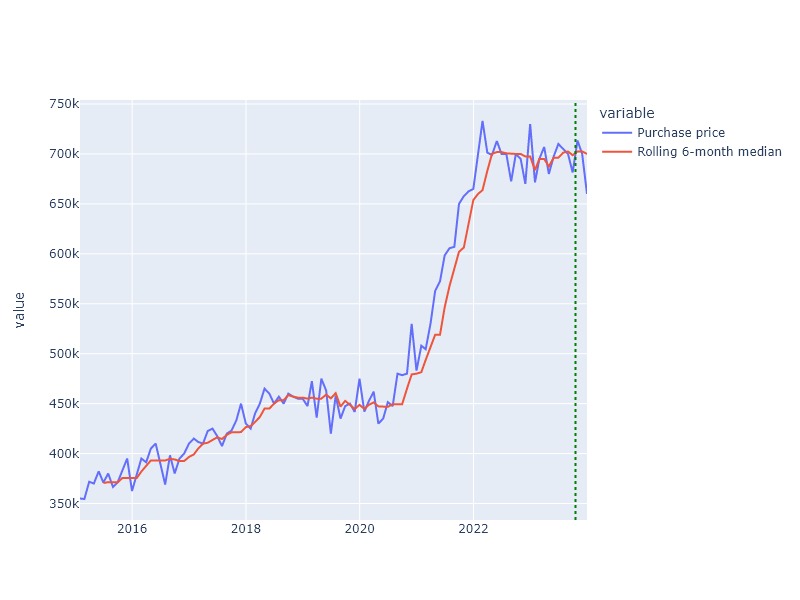 750k
700k
650k
600k
550k
500k
450k
400k
350k
value
2016
2018
2020
2022
variable
Purchase price
Rolling 6-month median